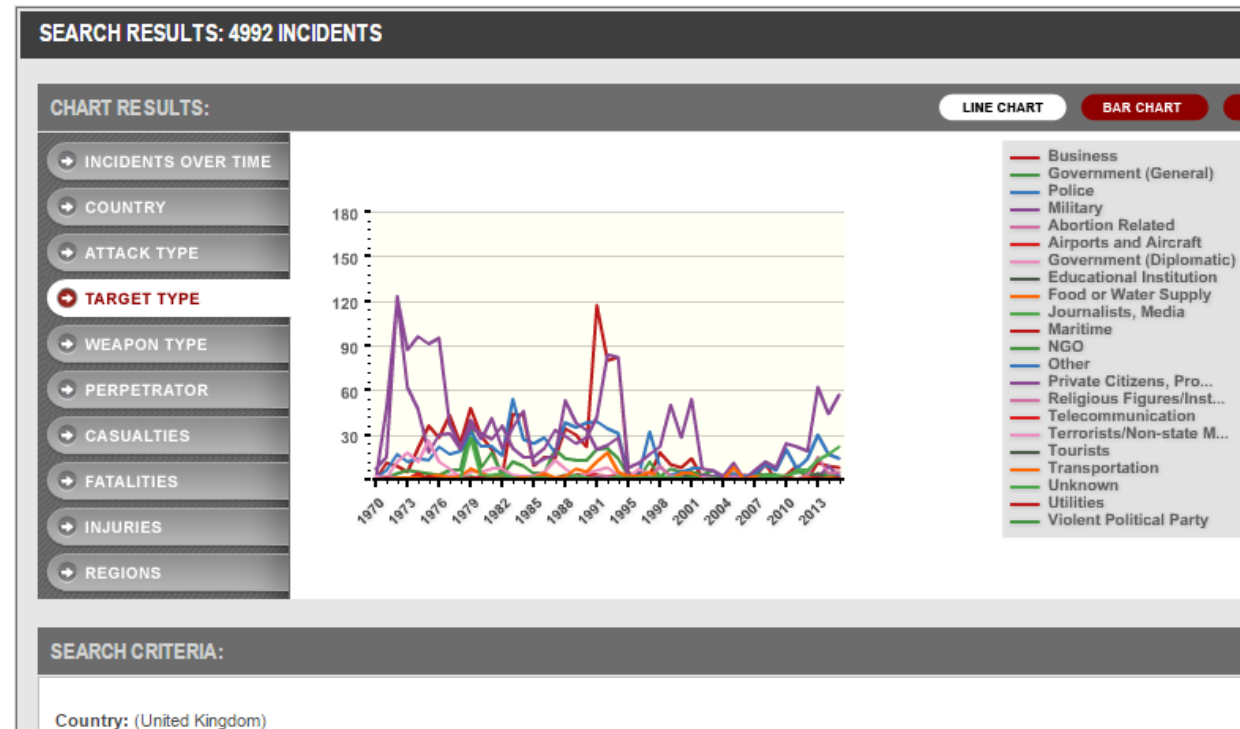 SEARCH RESULTS: 4992 INCIDENTS
CHART RESULTS:
LINE CHART
BAR CHART
INCIDENTS OVER TIME
COUNTRY
ATTACK TYPE
TARGET TYPE
WEAPON TYPE
PERPETRATOR
CASUALTIES
FATALITIES
INJURIES
REGIONS
180
150
120
90
60
30
1970 1973 1976 1979 1982 1985 1988 1991 1995 1998 2001 2004 2007 2010 2013
Business
Government (General)
Police
Military
Abortion Related
Airports and Aircraft
Government (Diplomatic)
Educational Institution
Food or Water Supply
Journalists, Media
Maritime
NGO
Other
Private Citizens, Pro...
Religious Figures/Inst...
Telecommunication
Terrorists/Non-state M...
Tourists
Transportation
Unknown
Utilities
Violent Political Party
SEARCH CRITERIA:
Country: (United Kingdom)